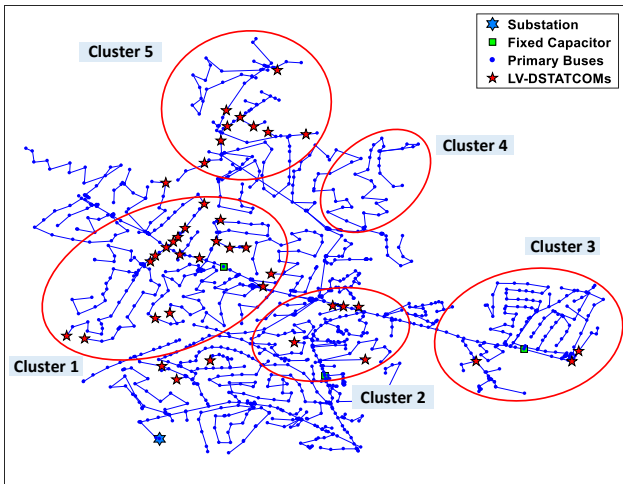 Substation
Fixed Capacitor
Primary Buses
LV-DSTATCOMs
Cluster 5
Cluster 4
Cluster 3
Cluster 1
Cluster 2